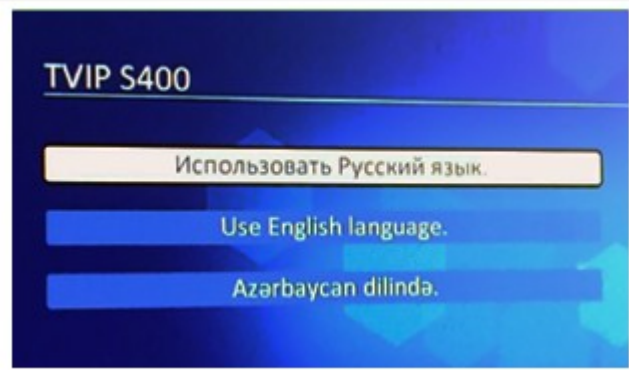 TVIP S400
Использовать Русский язык.
Use English language.
Azərbaycan dilində.